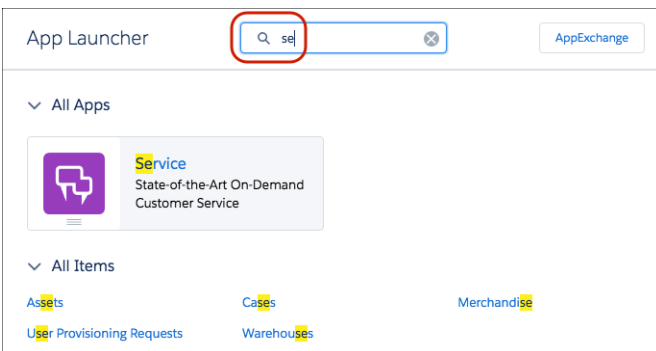 App Launcher
se
AppExchange
All Apps
Service
State-of-the-Art On-Demand
Customer Service
All Items
Assets
Cases
Merchandise
User Provisioning Requests
Warehouses